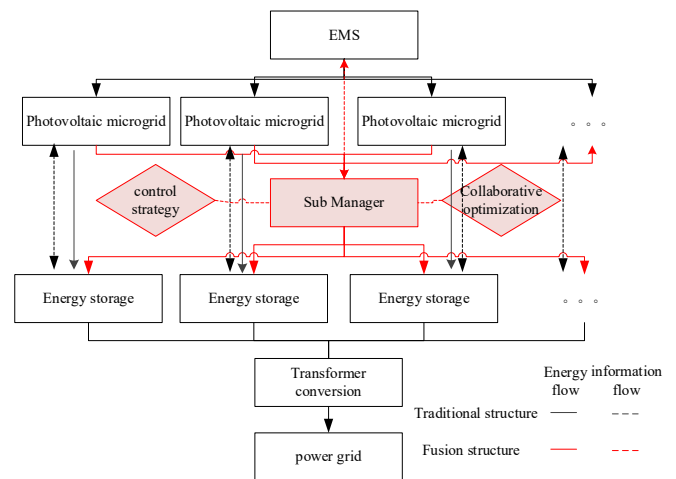 EMS
Photovoltaic microgrid
Photovoltaic microgrid
Photovoltaic microgrid
。。。
control
strategy
Sub Manager
Collaborative
optimization
Energy storage
Energy storage
Energy storage
。。。
Transformer
conversion
power grid
Energy flow
information flow
Traditional structure
Fusion structure